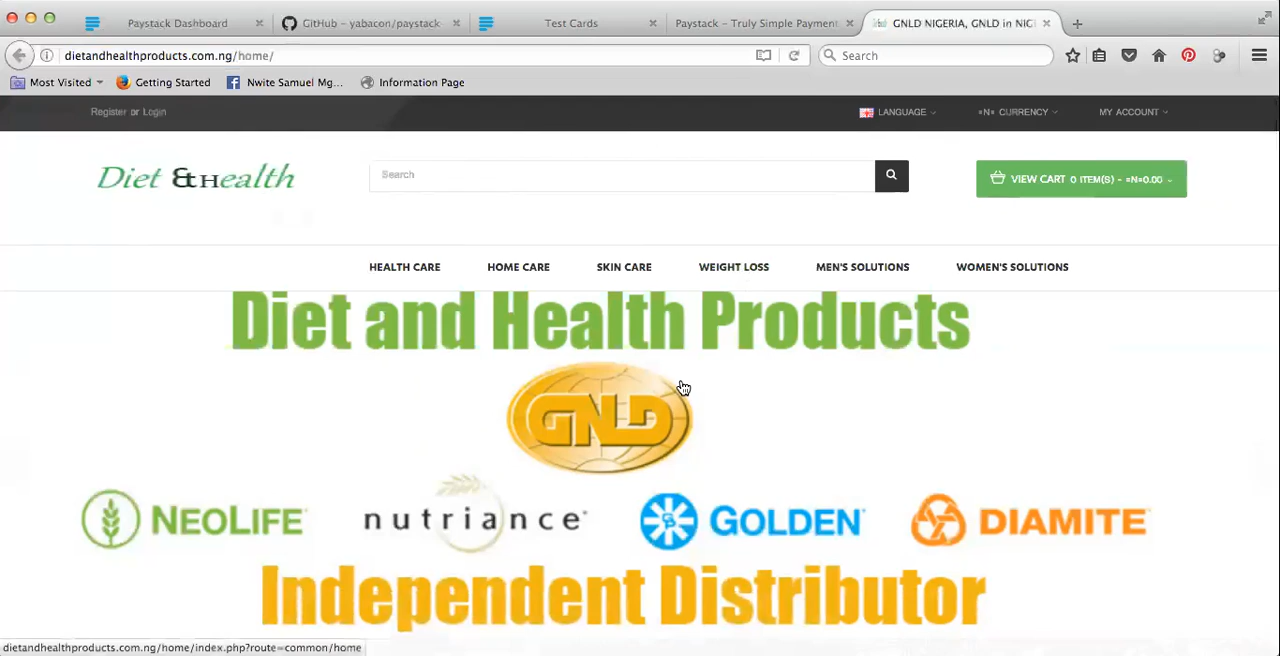 Paystack Dashboard
GitHub - yabacon/paystack
Test Cards
Paystack – Truly Simple Payment
GNLD NIGERIA, GNLD in NIG
dietandhealthproducts.com.ng/home/
Search
Most Visited
Getting Started
Nwite Samuel Mg...
Information Page
Register or Login
LANGUAGE
=N= CURRENCY
MY ACCOUNT
Diet & Health
Search
VIEW CART 0 ITEM(S) - =N=0.00
HEALTH CARE
HOME CARE
SKIN CARE
WEIGHT LOSS
MEN'S SOLUTIONS
WOMEN'S SOLUTIONS
Diet and Health Products
GNLD
NEOLIFE
nutriance
GOLDEN
DIAMITE
Independent Distributor
dietandhealthproducts.com.ng/home/index.php?route=common/home